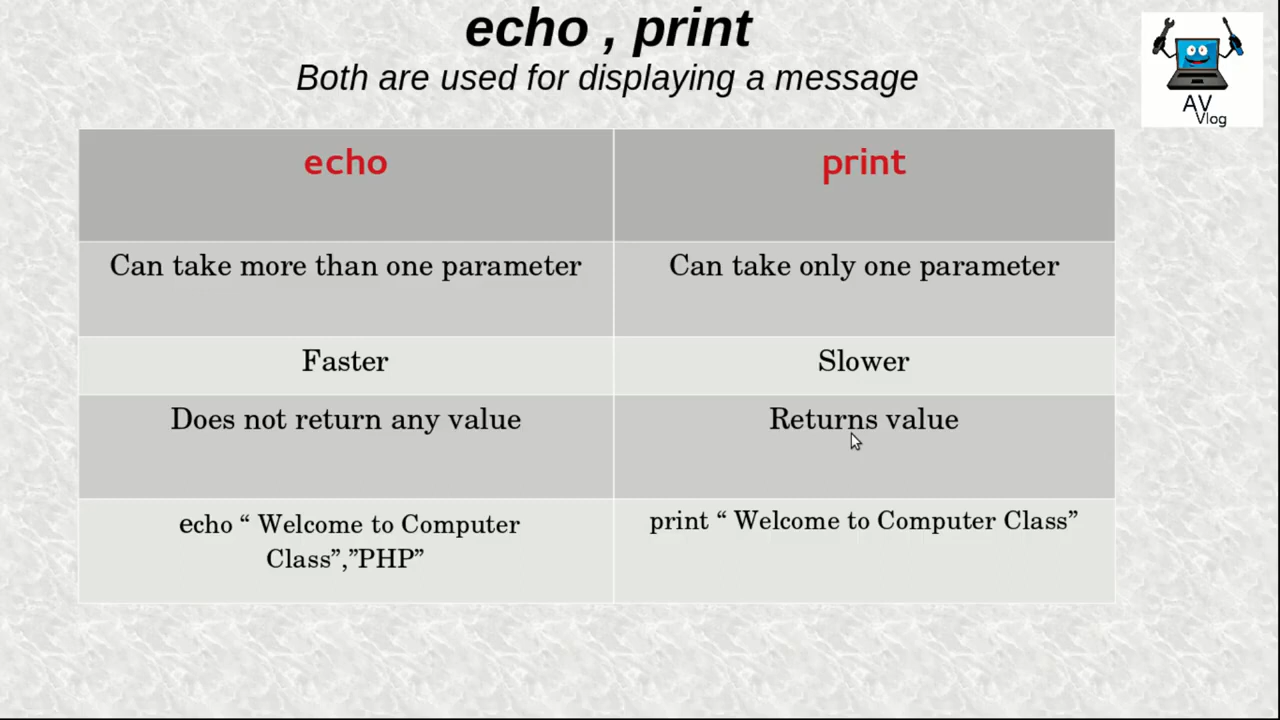 echo , print
Both are used for displaying a message
AV
Vlog
echo
print
Can take more than one parameter
Can take only one parameter
Faster
Slower
Does not return any value
Returns value
echo “ Welcome to Computer
Class”,”PHP”
print “ Welcome to Computer Class”